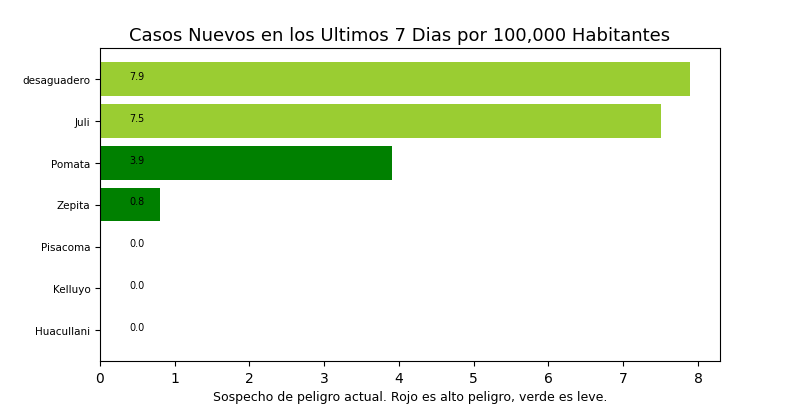 Casos Nuevos en los Ultimos 7 Dias por 100,000 Habitantes
desaguadero 7.9
Juli 7.5
Pomata 3.9
Zepita 0.8
Pisacoma 0.0
Kelluyo 0.0
Huacullani 0.0
0 1 2 3 4 5 6 7 8
Sospecho de peligro actual. Rojo es alto peligro, verde es leve.